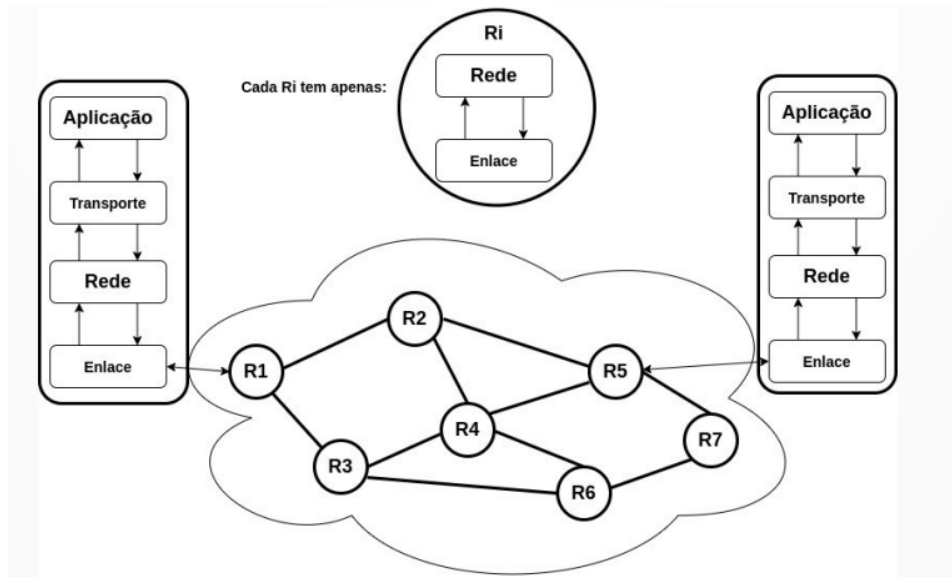 Ri
Cada Ri tem apenas:
Rede
Enlace
Aplicação
Transporte
Rede
Enlace
Aplicação
Transporte
Rede
Enlace
R1
R2
R3
R4
R5
R6
R7